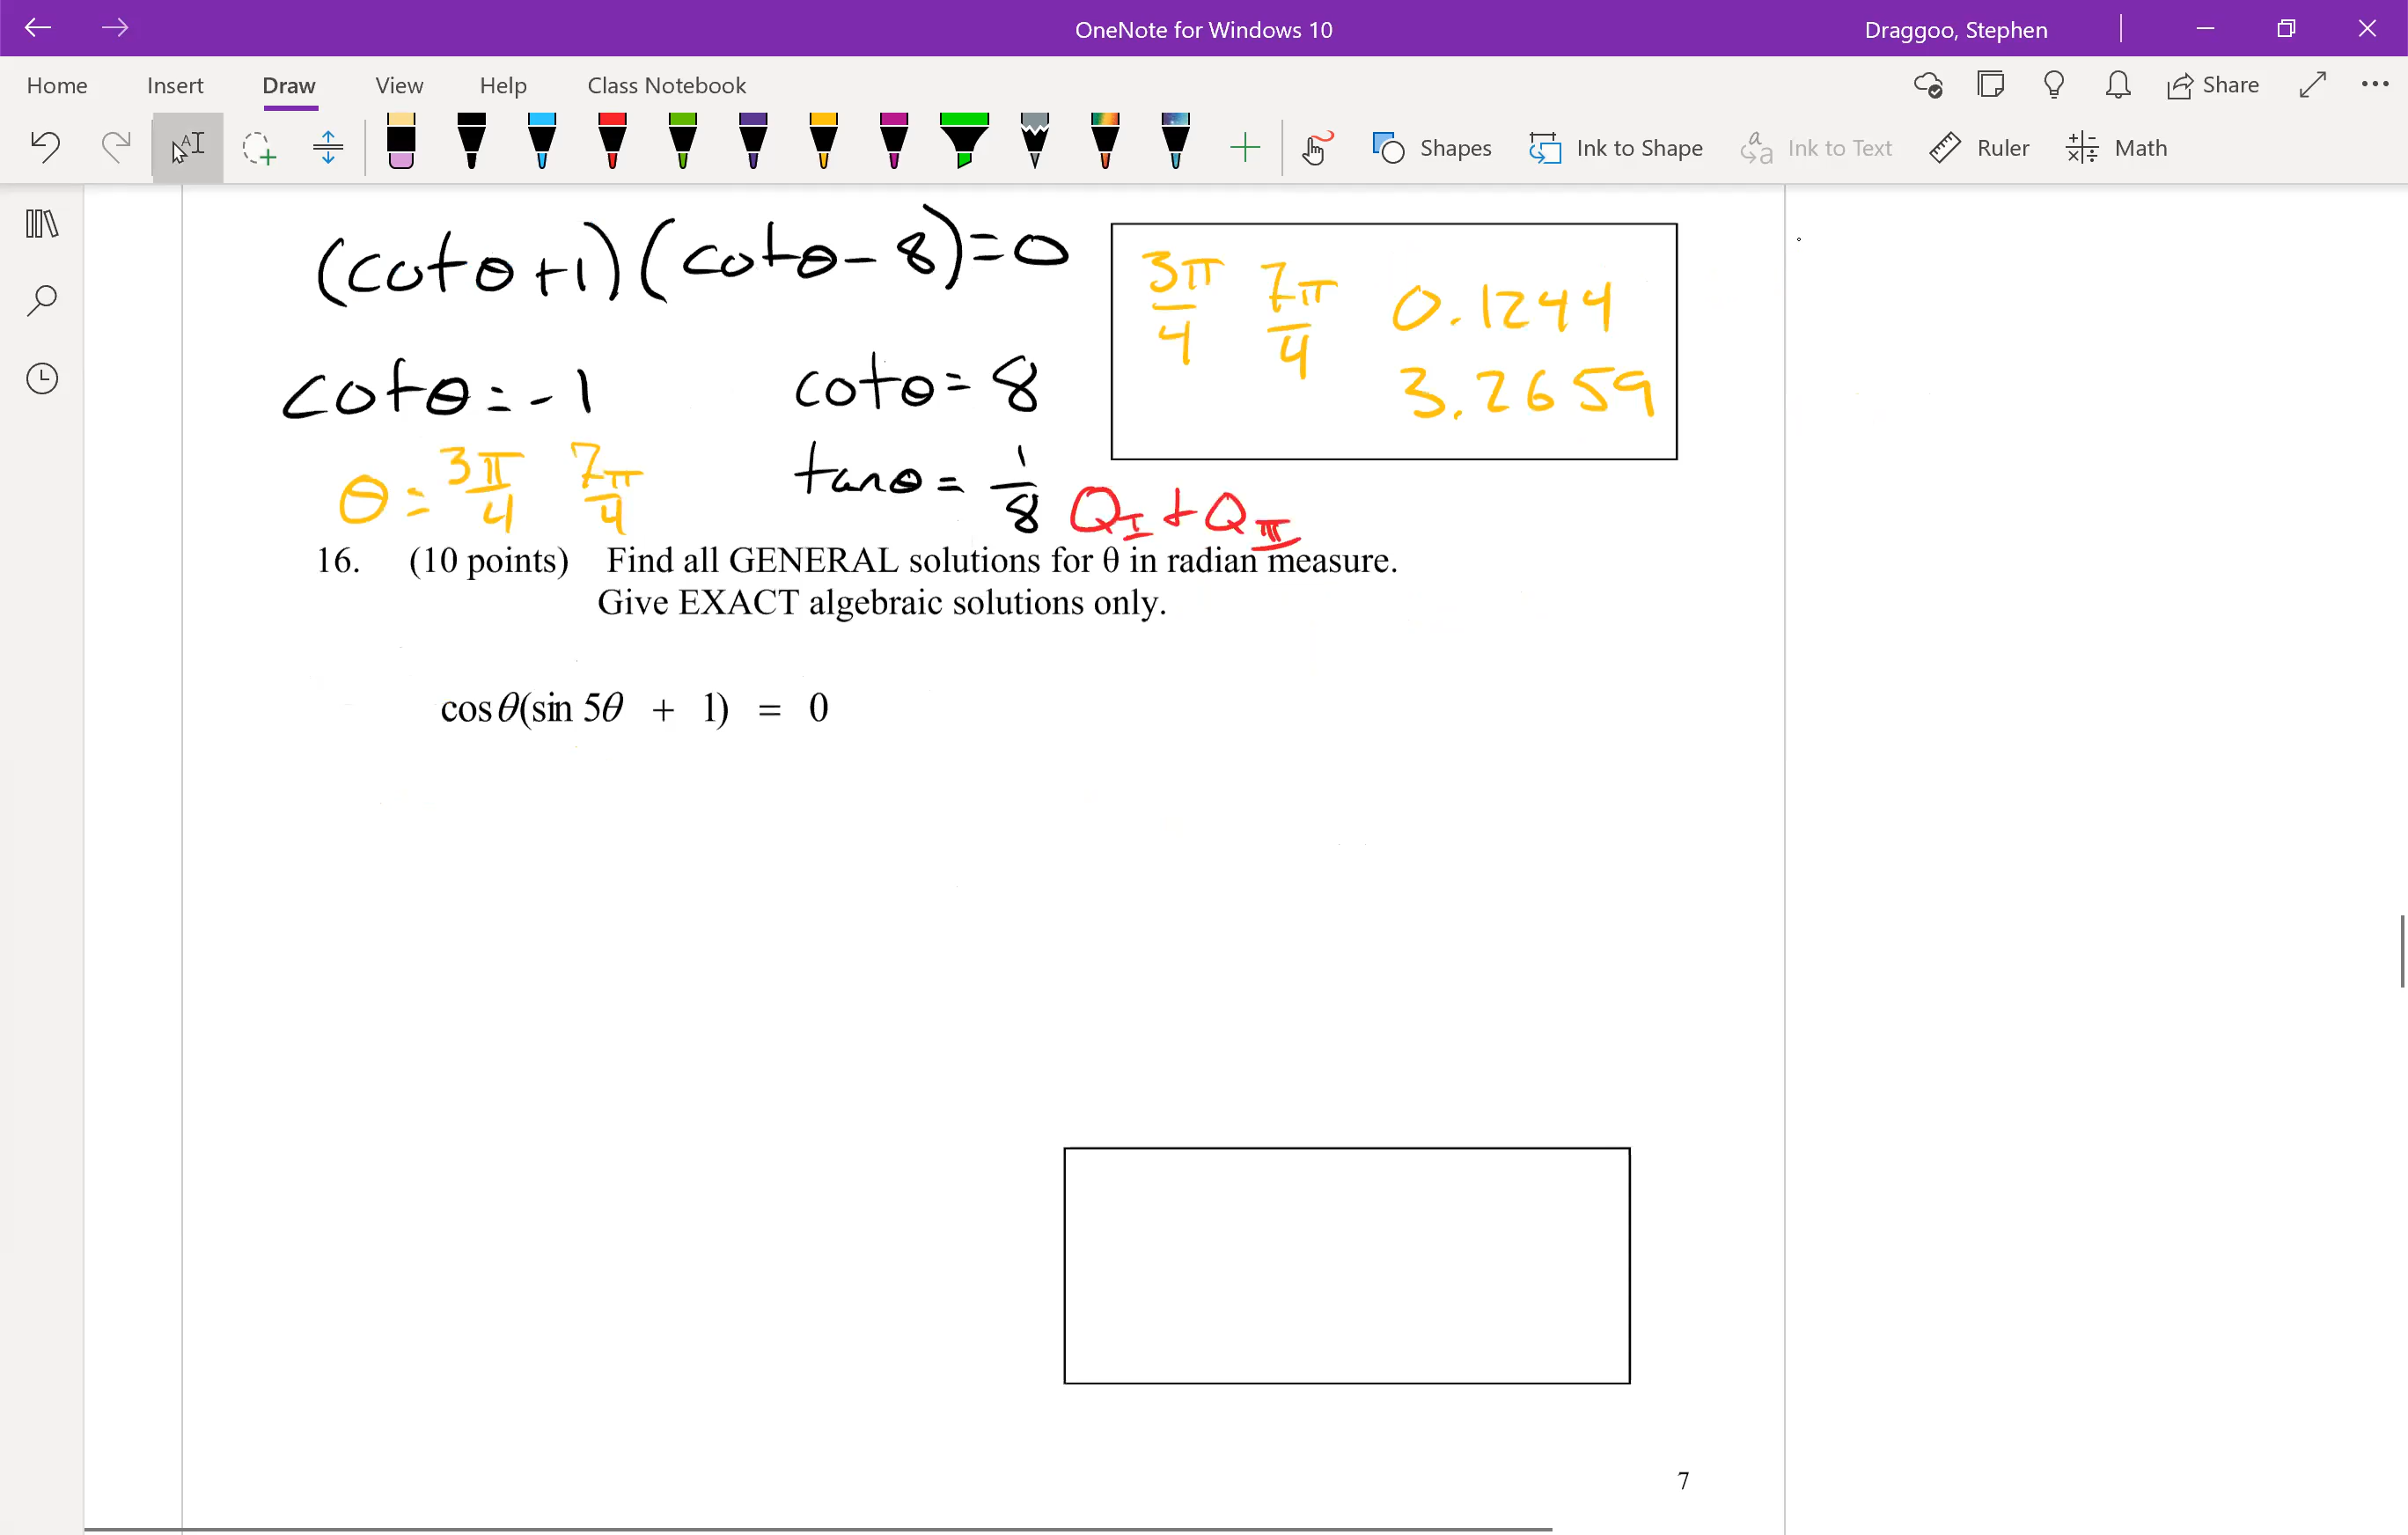 OneNote for Windows 10
Draggoo, Stephen
Home Insert Draw View Help Class Notebook Share
Shapes Ink to Shape Ink to Text Ruler Math
(cotθ+1)(cotθ-8)=0
cotθ=-1 cotθ=8
θ=3π/4 7π/4 tanθ=1/8 QI+QIII
3π/4 7π/4 0.1244
3.2659
16. (10 points) Find all GENERAL solutions for θ in radian measure.
Give EXACT algebraic solutions only.
cosθ(sin 5θ + 1) = 0
7